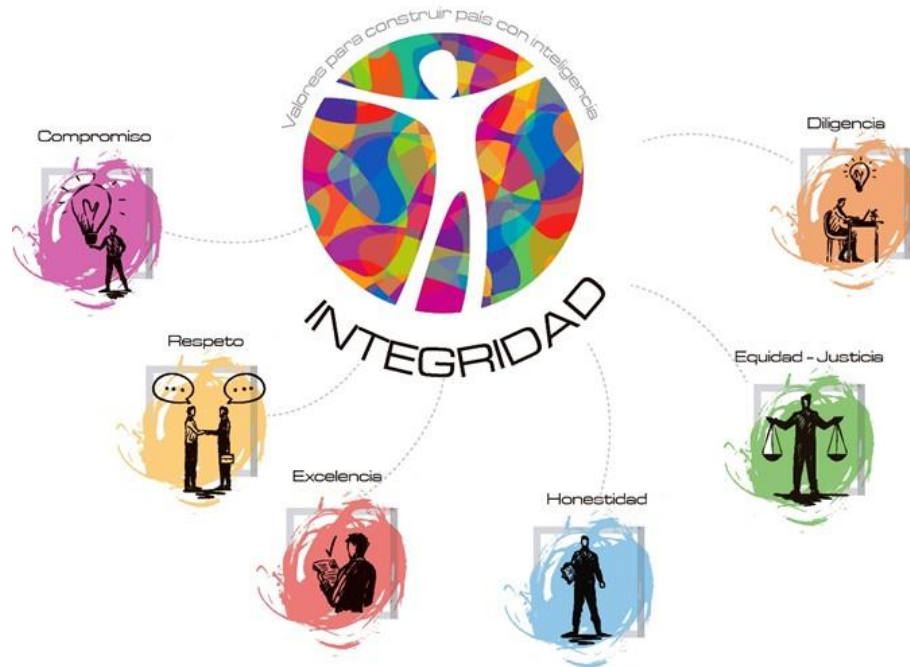 Valores para construir país con inteligencia
INTEGRIDAD
Compromiso
Diligencia
Respeto
Equidad - Justicia
Excelencia
Honestidad